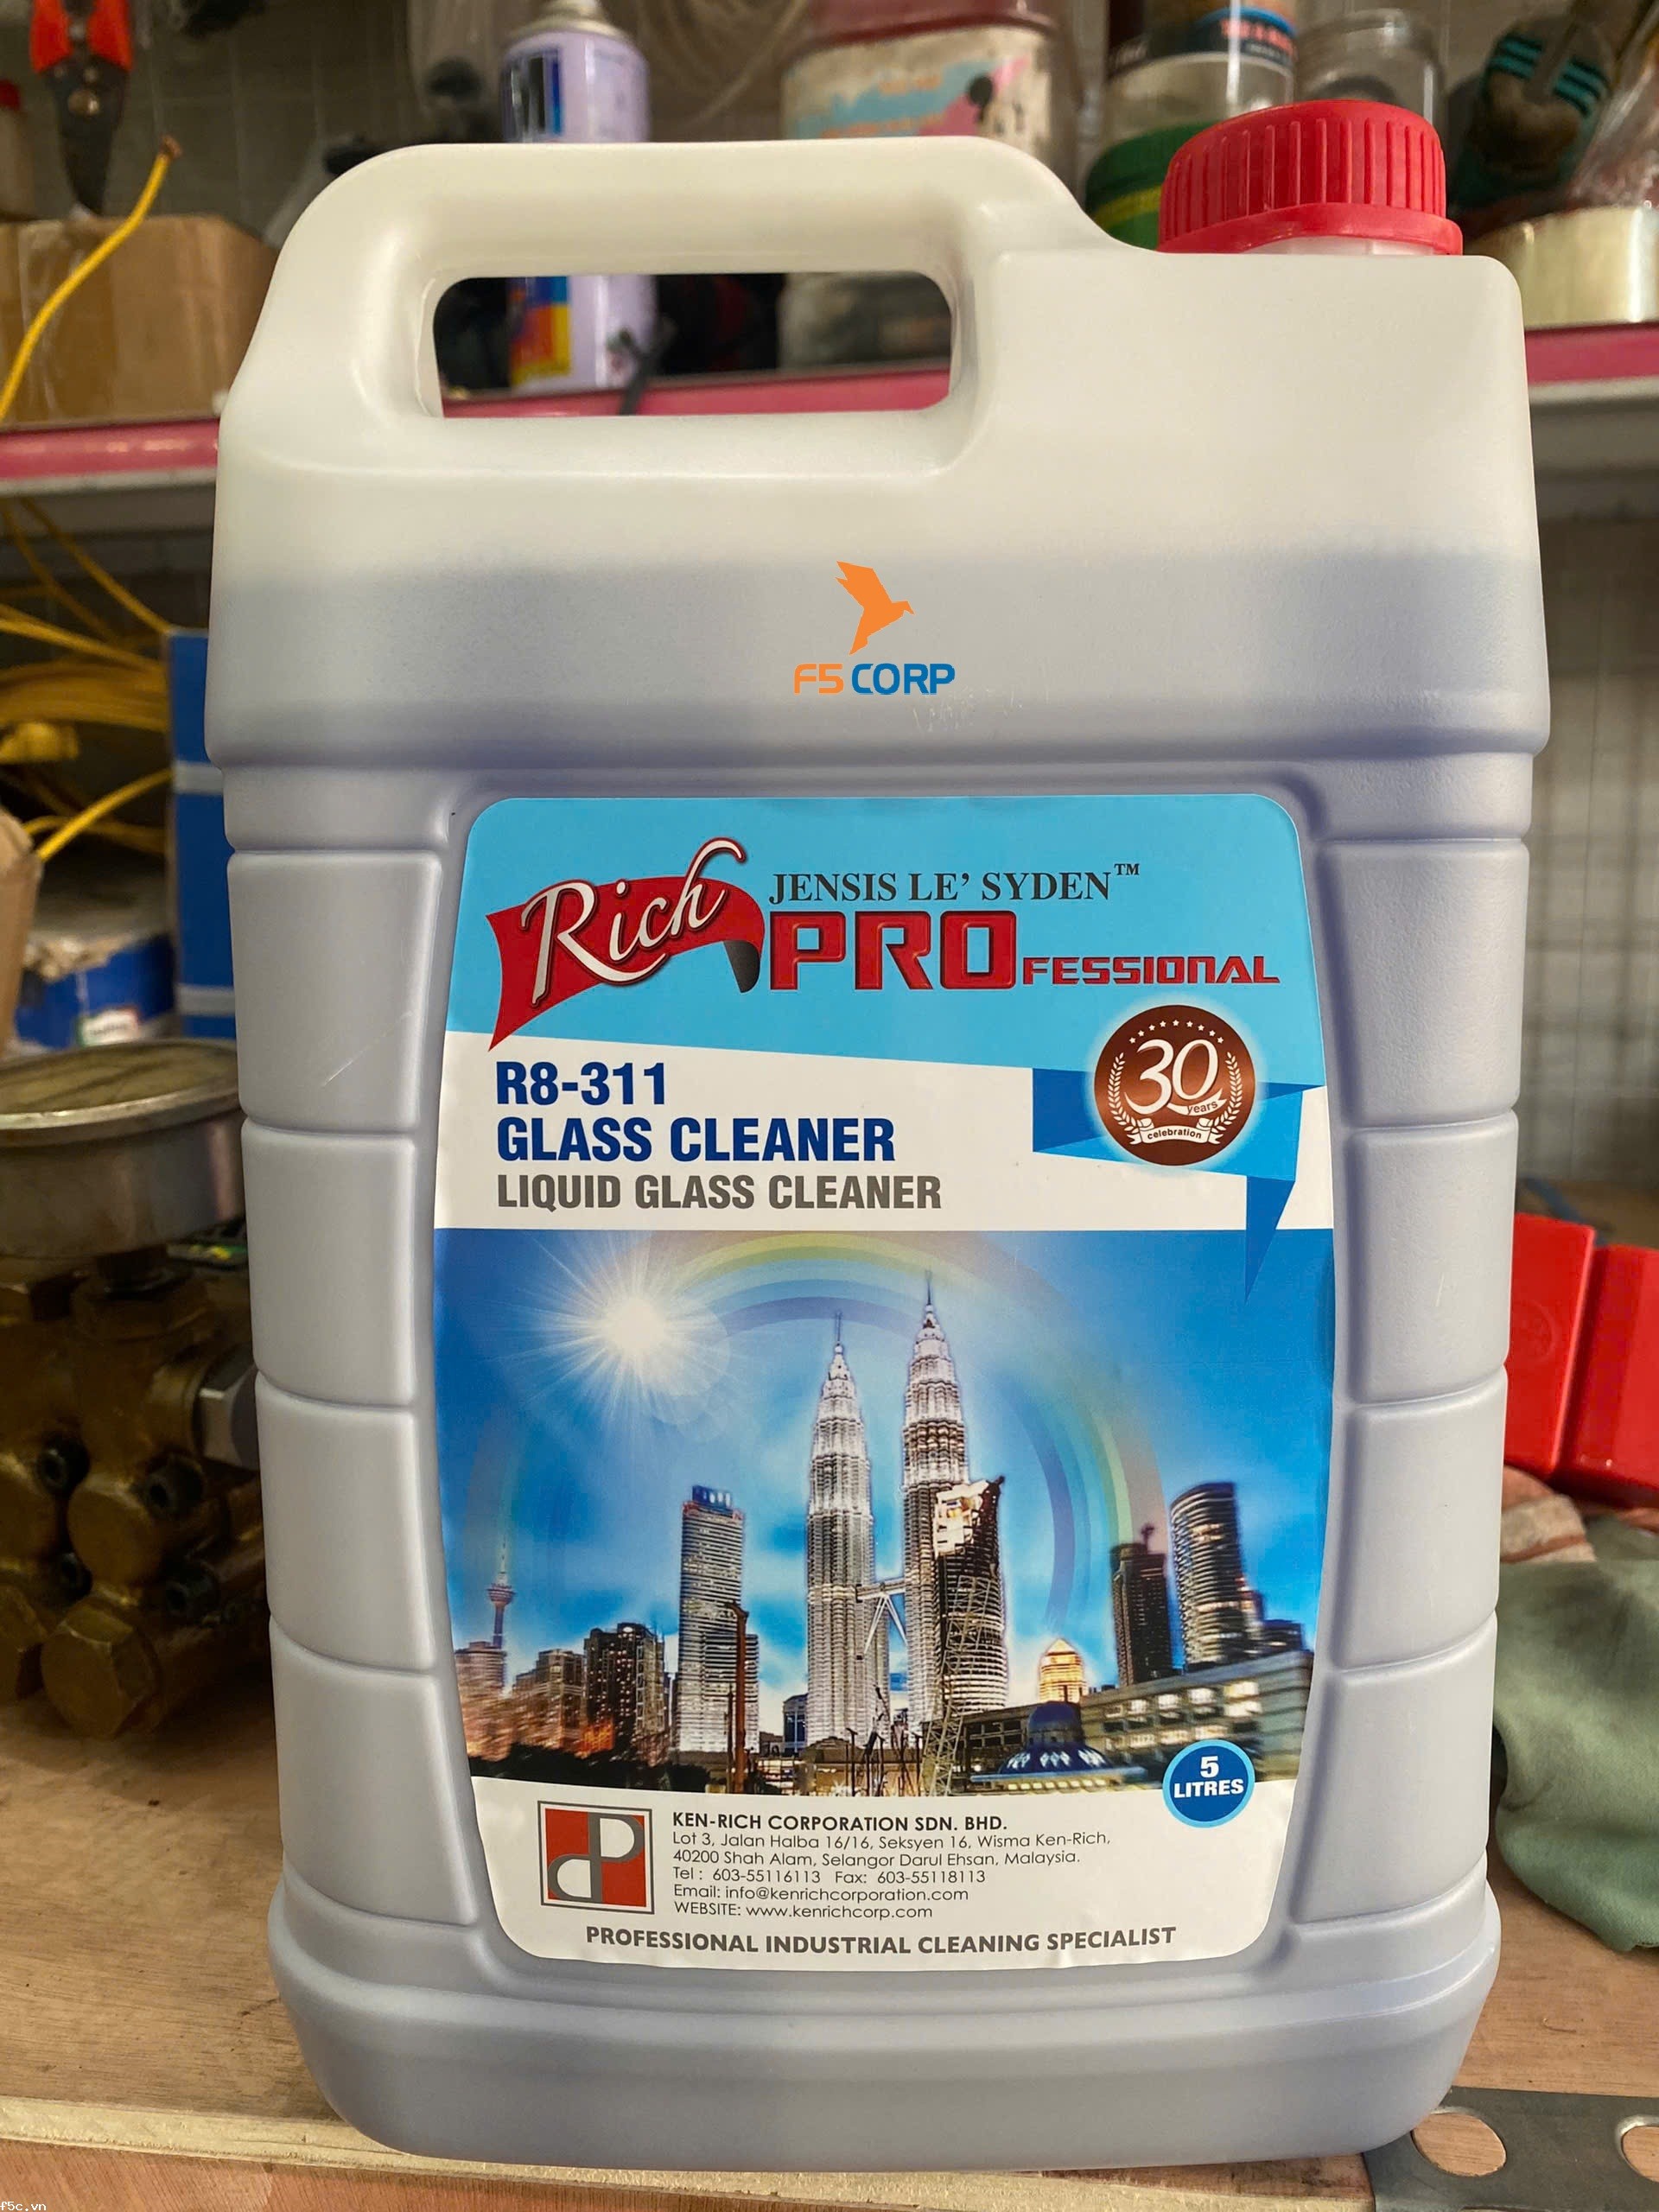 F5 CORP
Rich
JENSIS LE' SYDEN™
PROFESSIONAL
30
years
celebration
R8-311
GLASS CLEANER
LIQUID GLASS CLEANER
5
LITRES
KEN-RICH CORPORATION SDN. BHD.
Lot 3, Jalan Halba 16/16, Seksyen 16, Wisma Ken-Rich,
40200 Shah Alam, Selangor Darul Ehsan, Malaysia.
Tel : 603-55116113 Fax: 603-55118113
Email: info@kenrichcorporation.com
WEBSITE: www.kenrichcorp.com
PROFESSIONAL INDUSTRIAL CLEANING SPECIALIST
f5c.vn